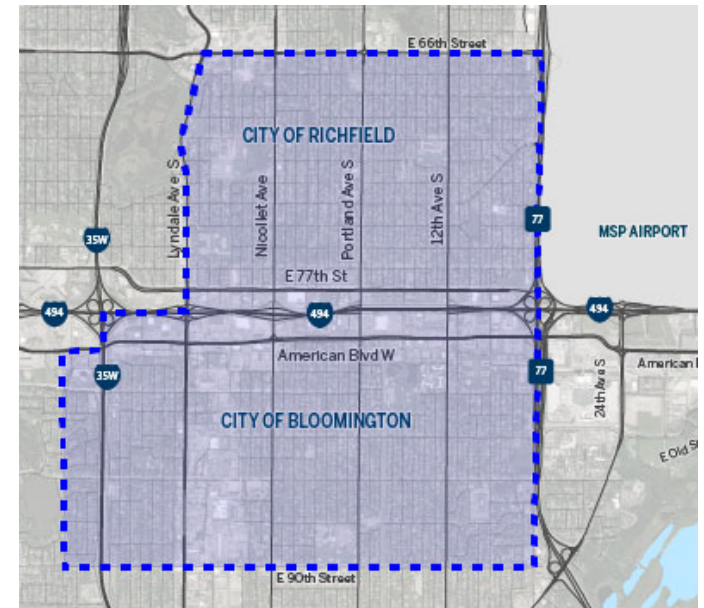 E 66th Street
CITY OF RICHFIELD
Lyndale Ave S
Nicollet Ave
Portland Ave S
12th Ave S
77
MSP AIRPORT
35W
E 77th St
494
494
494
American Blvd W
35W
77
24th Ave S
American
CITY OF BLOOMINGTON
E Old
E 90th Street